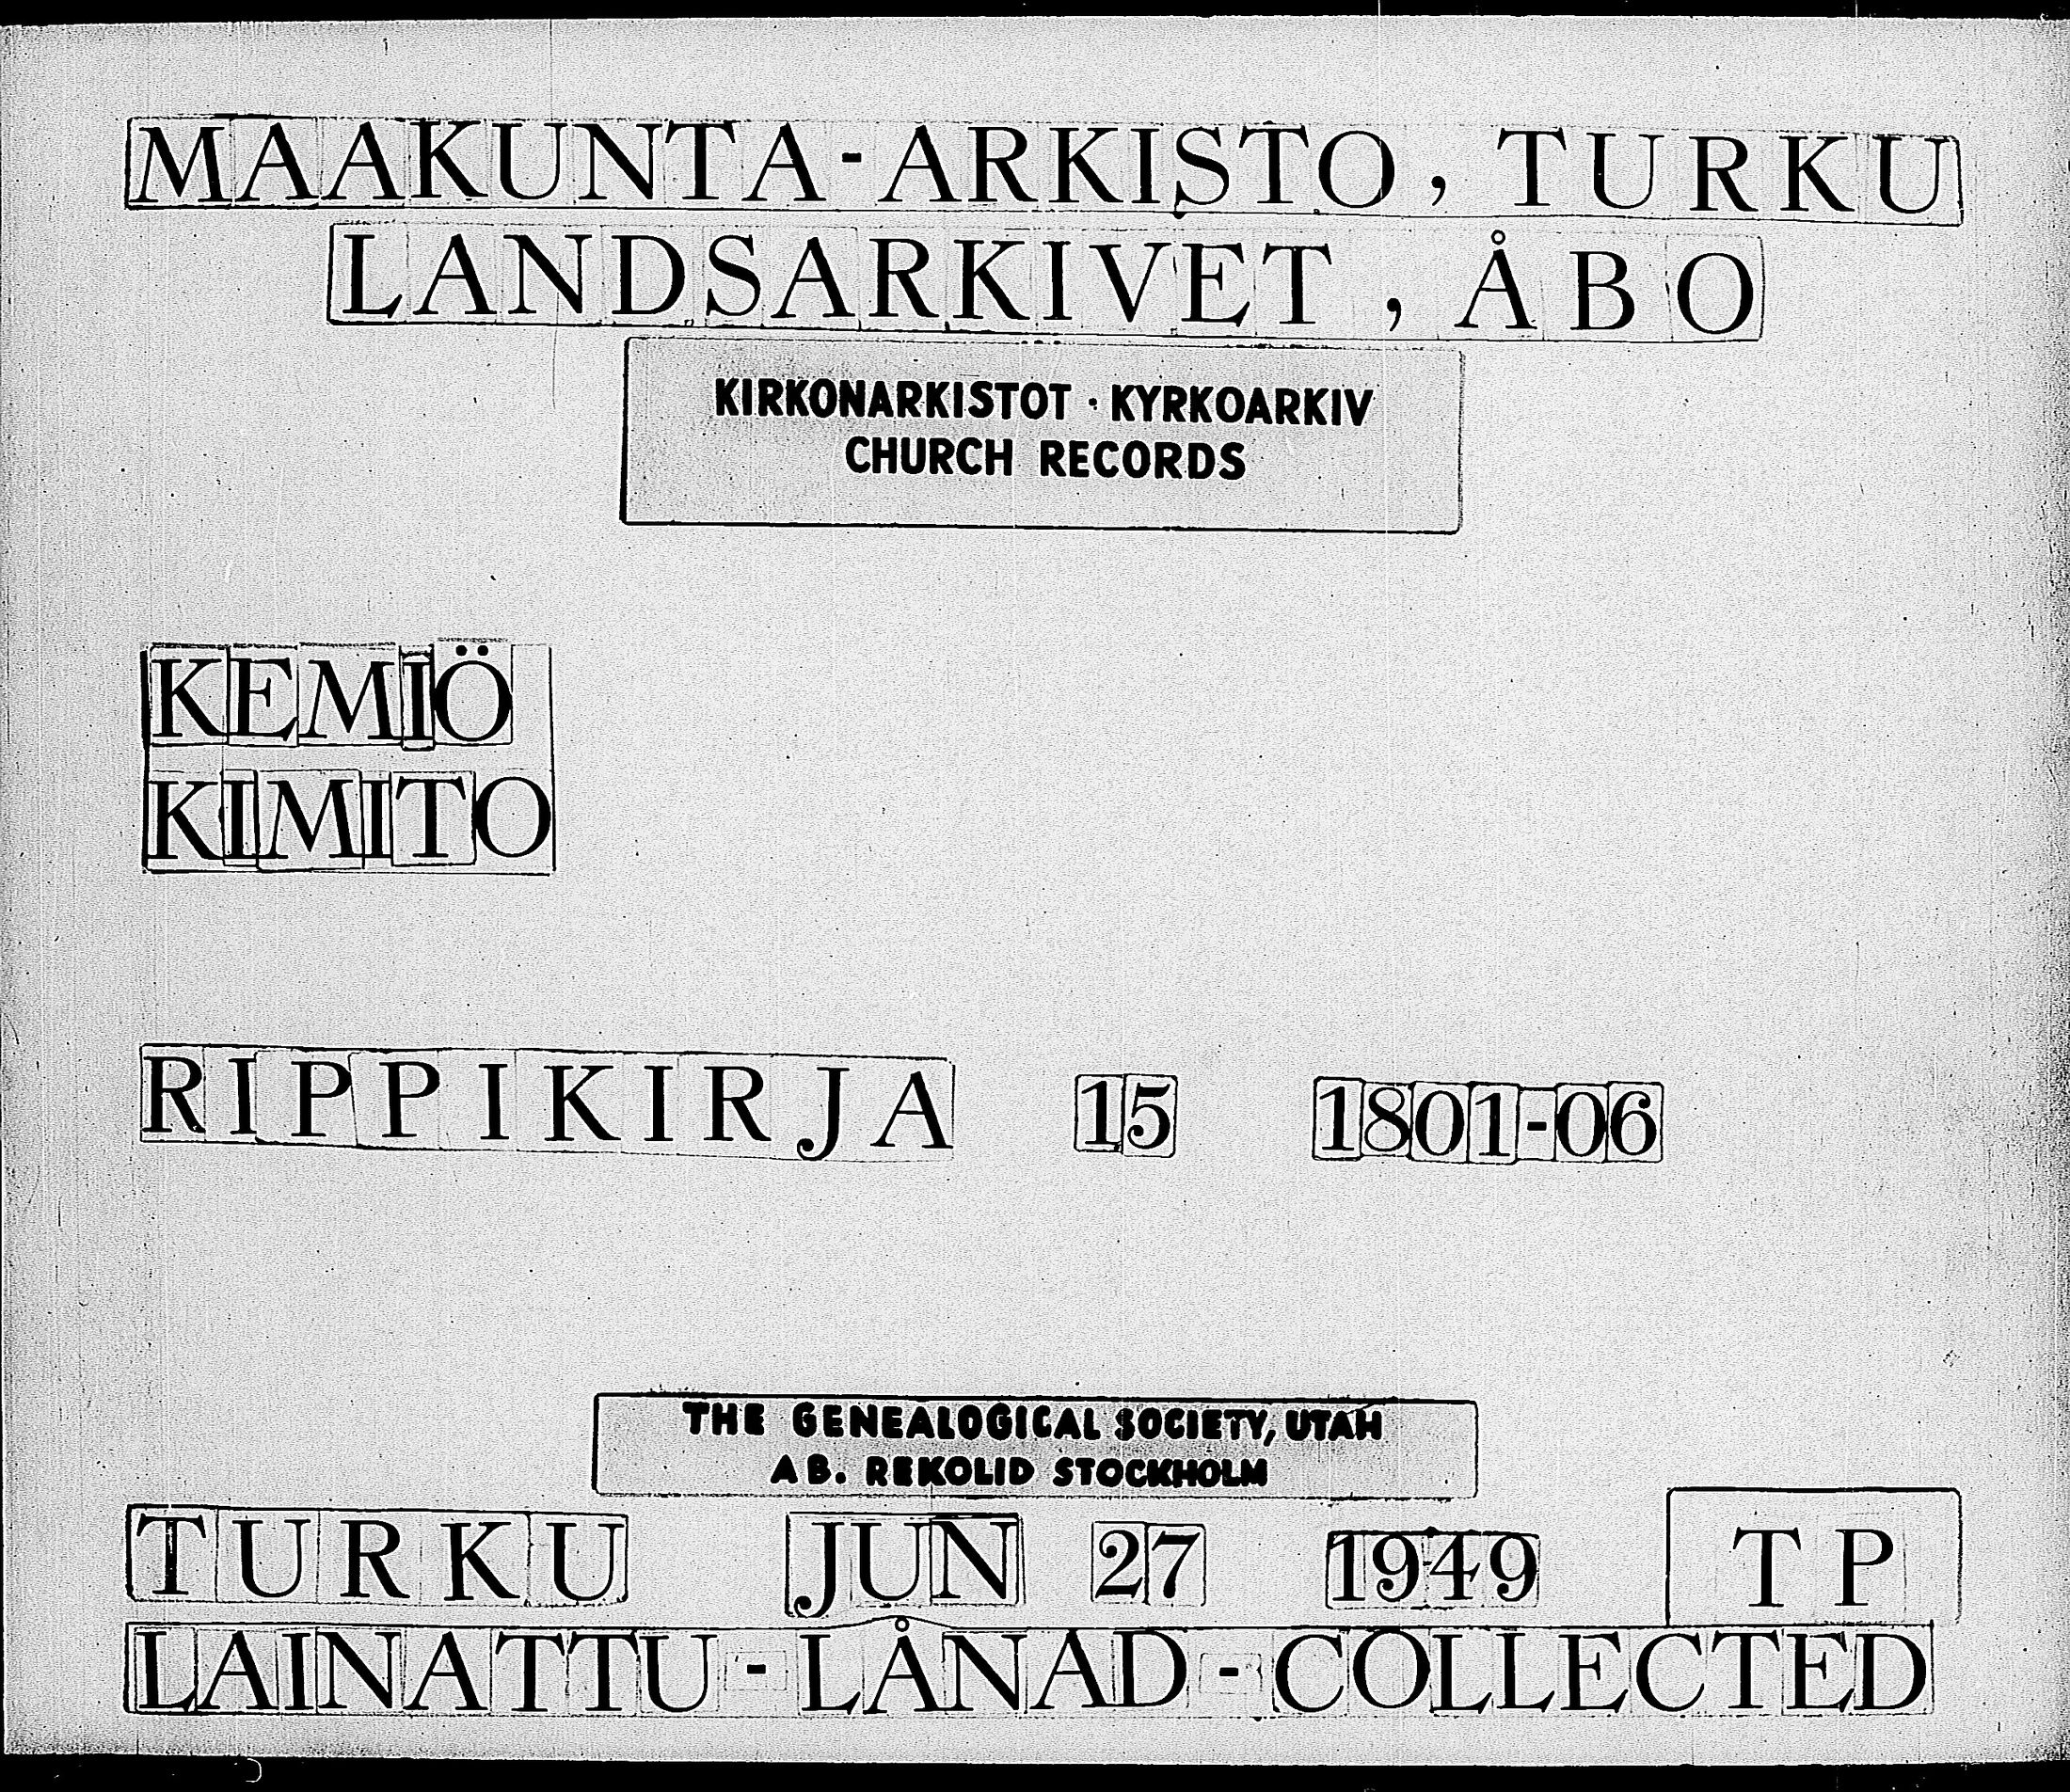 MAAKUNTA-ARKISTO, TURKU
LANDSARKIVET, ÅBO
KIRKONARKISTOT · KYRKOARKIV
CHURCH RECORDS
KEMIÖ
KIMITO
RIPPIKIRJA 15 1801-06
THE GENEALOGICAL SOCIETY, UTAH
AB. REKOLID STOCKHOLM
TURKU JUN 27 1949 TP
LAINATTU-LÅNAD-COLLECTED